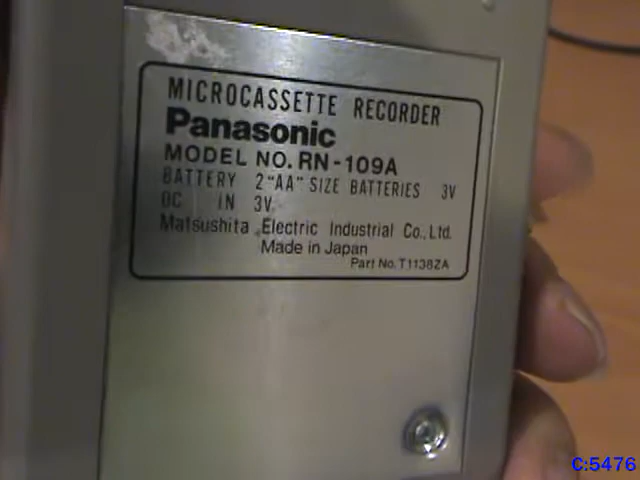 MICROCASSETTE RECORDER
Panasonic
MODEL NO. RN-109A
BATTERY 2 "AA" SIZE BATTERIES 3V
DC IN 3V
Matsushita Electric Industrial Co., Ltd.
Made in Japan
Part No. T1138ZA
C:5476